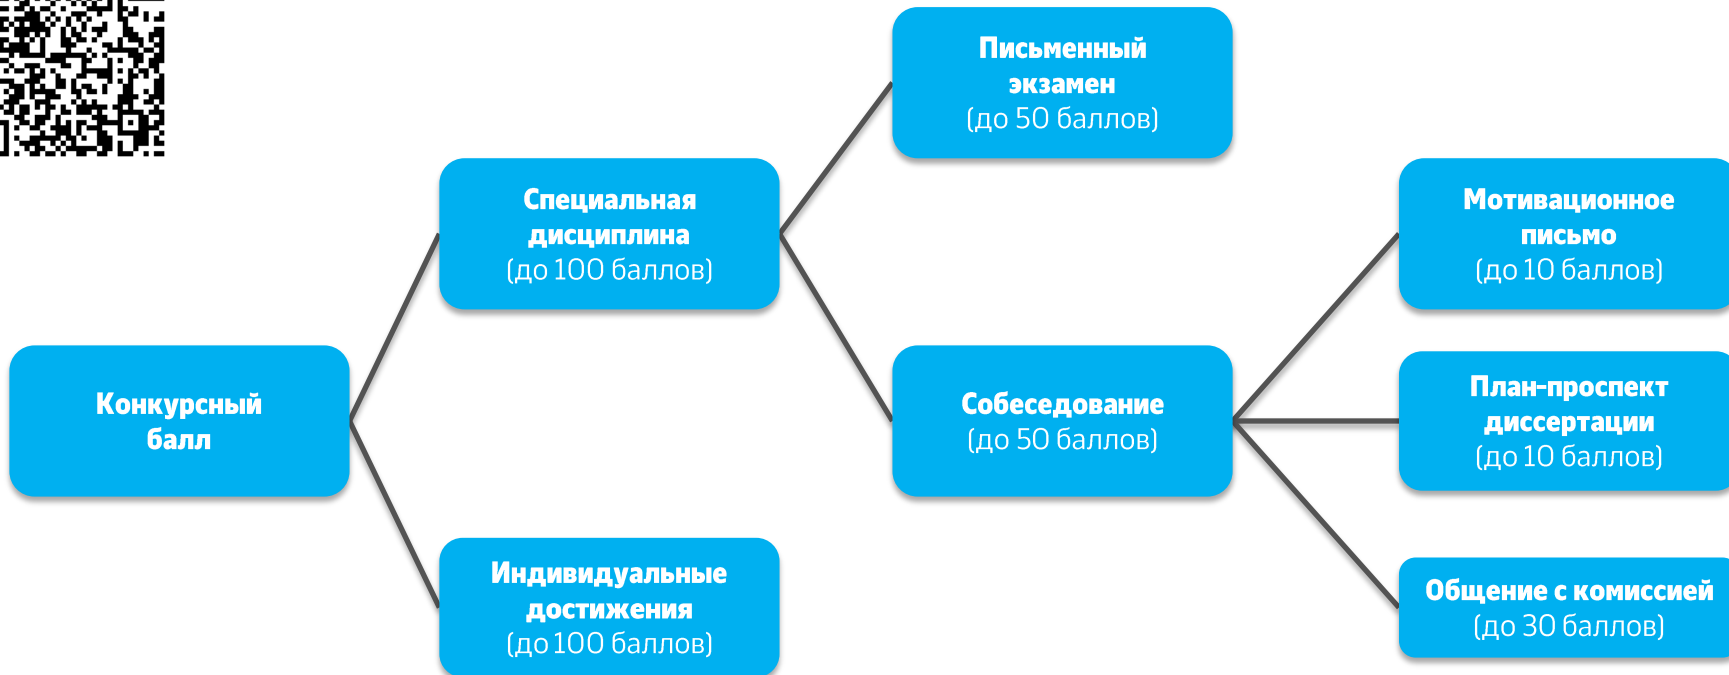 Письменный
экзамен
(до 50 баллов)
Специальная
дисциплина
(до 100 баллов)
Мотивационное
письмо
(до 10 баллов)
Конкурсный
балл
Собеседование
(до 50 баллов)
План-проспект
диссертации
(до 10 баллов)
Индивидуальные
достижения
(до 100 баллов)
Общение с комиссией
(до 30 баллов)